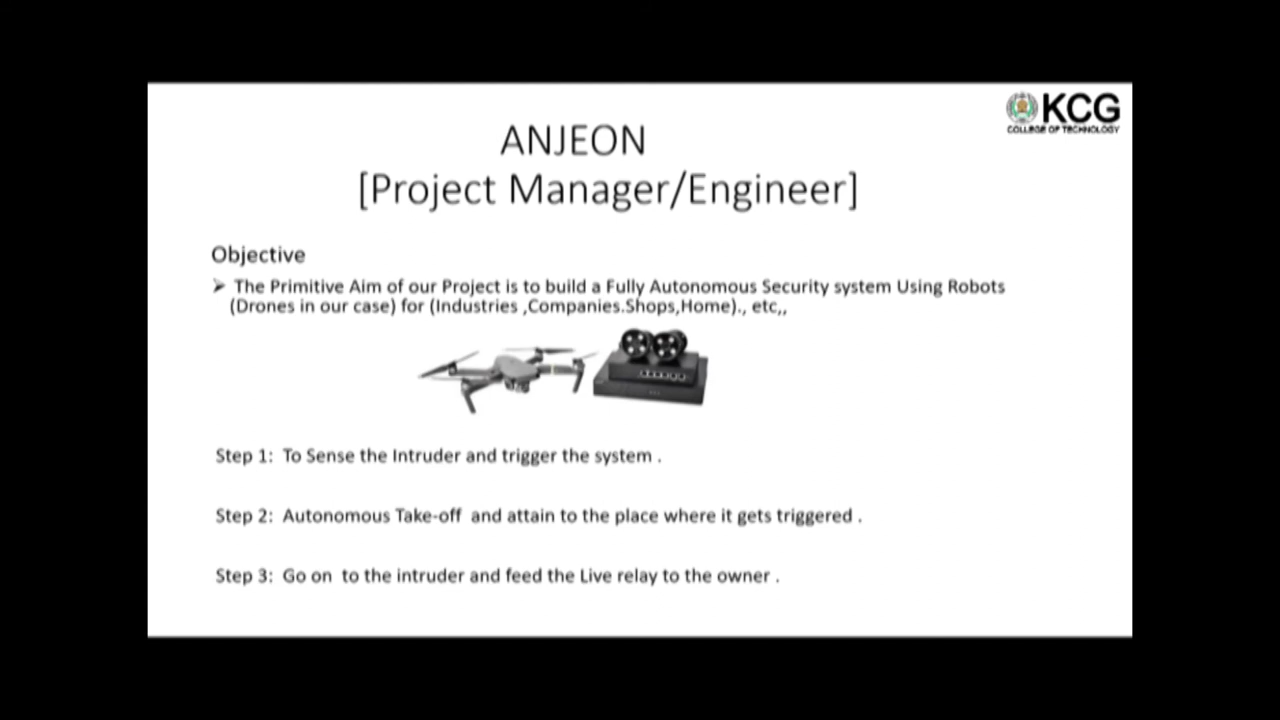 KCG
COLLEGE OF TECHNOLOGY
ANJEON
[Project Manager/Engineer]
Objective
➢ The Primitive Aim of our Project is to build a Fully Autonomous Security system Using Robots
(Drones in our case) for (Industries ,Companies.Shops,Home)., etc,,
Step 1: To Sense the Intruder and trigger the system .
Step 2: Autonomous Take-off and attain to the place where it gets triggered .
Step 3: Go on to the intruder and feed the Live relay to the owner .